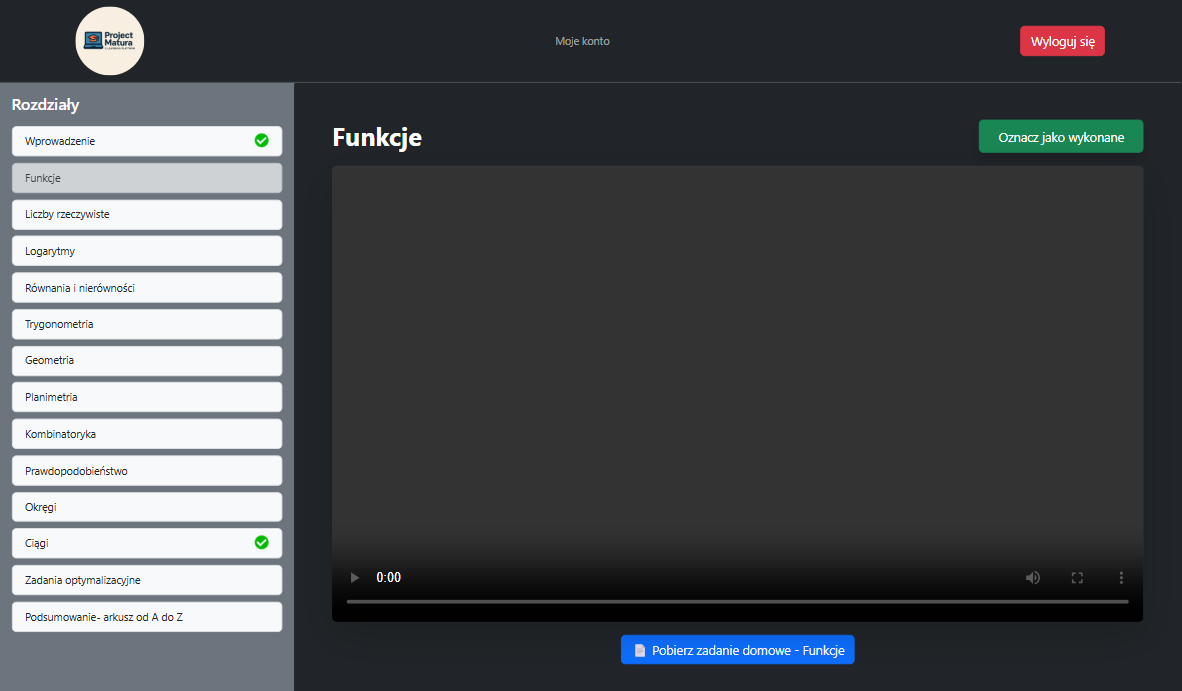 Project
Matura
Moje konto
Wyloguj się
Rozdziały
Wprowadzenie
Funkcje
Liczby rzeczywiste
Logarytmy
Równania i nierówności
Trygonometria
Geometria
Planimetria
Kombinatoryka
Prawdopodobieństwo
Okręgi
Ciągi
Zadania optymalizacyjne
Podsumowanie- arkusz od A do Z
Funkcje
Oznacz jako wykonane
0:00
Pobierz zadanie domowe - Funkcje